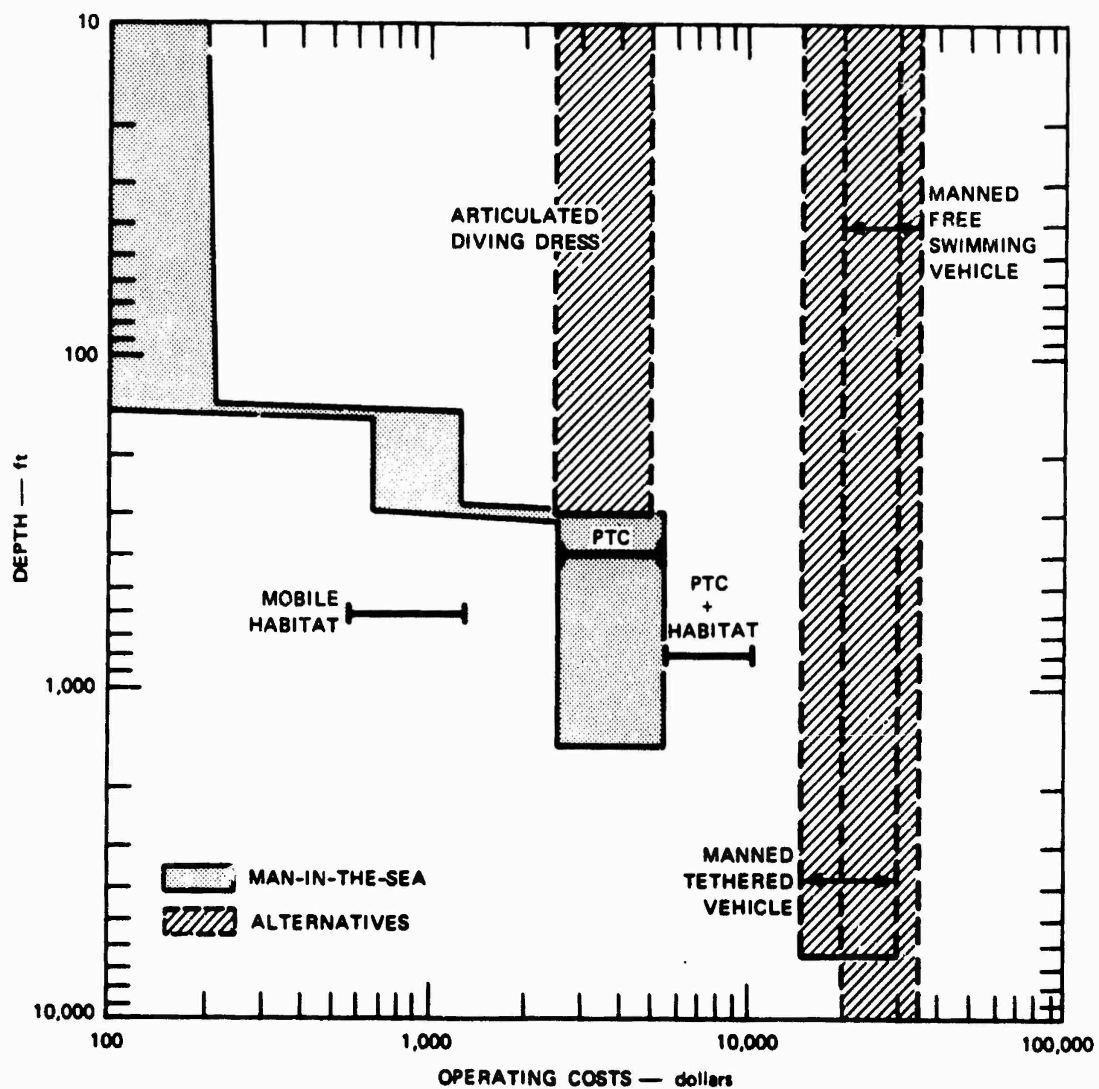 10
100
1,000
10,000
DEPTH — ft
ARTICULATED
DIVING DRESS
MANNED
FREE
SWIMMING
VEHICLE
PTC
MOBILE
HABITAT
PTC
+
HABITAT
MANNED
TETHERED
VEHICLE
MAN-IN-THE-SEA
ALTERNATIVES
100
1,000
10,000
100,000
OPERATING COSTS — dollars